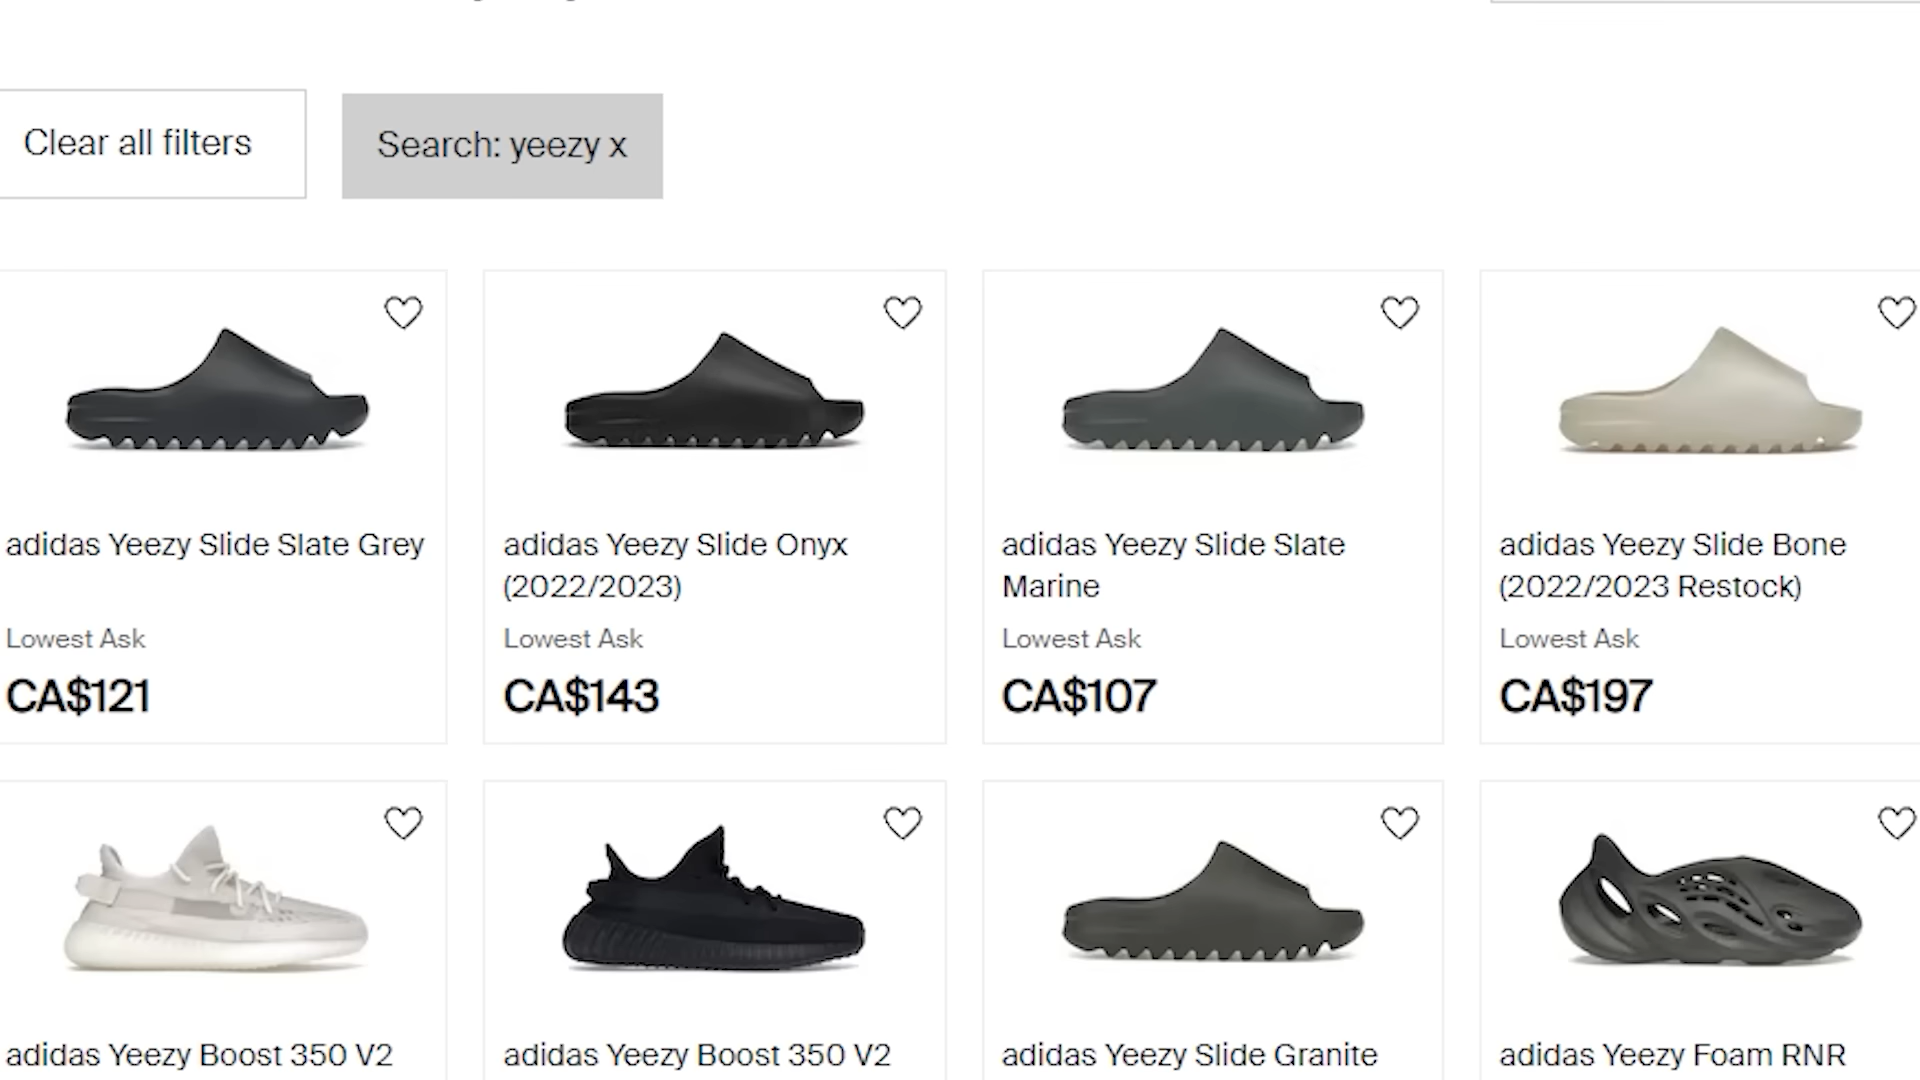 Clear all filters
Search: yeezy x
adidas Yeezy Slide Slate Grey
Lowest Ask
CA$121
adidas Yeezy Slide Onyx
(2022/2023)
Lowest Ask
CA$143
adidas Yeezy Slide Slate
Marine
Lowest Ask
CA$107
adidas Yeezy Slide Bone
(2022/2023 Restock)
Lowest Ask
CA$197
adidas Yeezy Boost 350 V2
adidas Yeezy Boost 350 V2
adidas Yeezy Slide Granite
adidas Yeezy Foam RNR